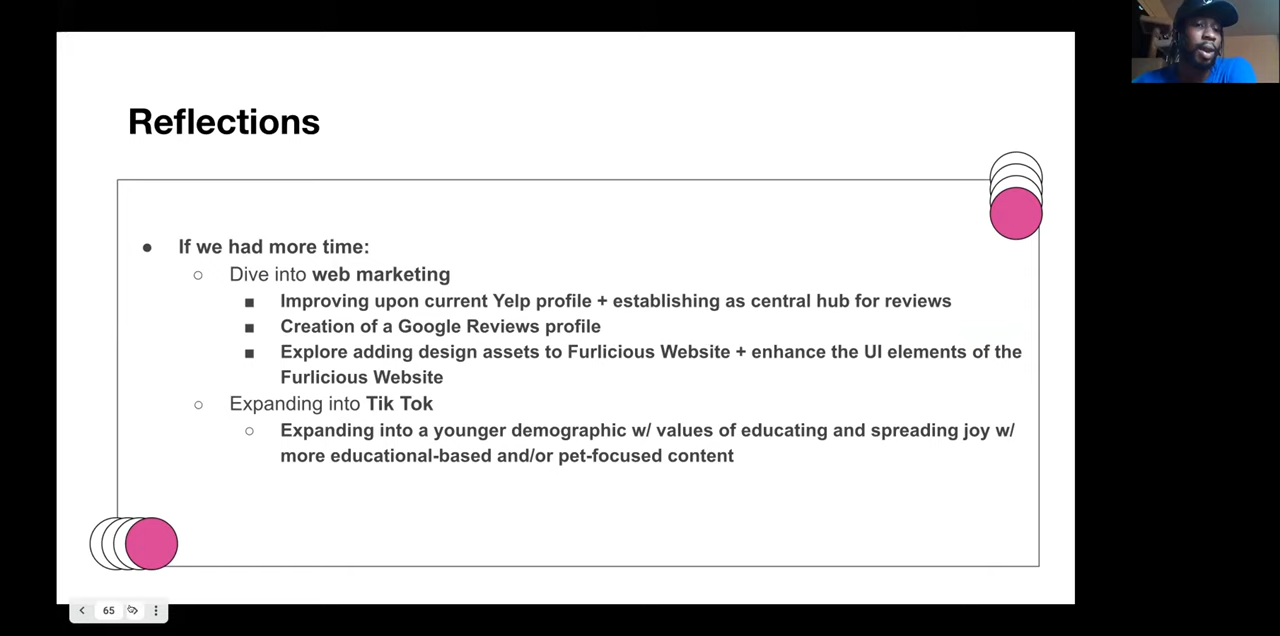 Reflections
● If we had more time:
○ Dive into web marketing
■ Improving upon current Yelp profile + establishing as central hub for reviews
■ Creation of a Google Reviews profile
■ Explore adding design assets to Furlicious Website + enhance the UI elements of the
Furlicious Website
○ Expanding into Tik Tok
○ Expanding into a younger demographic w/ values of educating and spreading joy w/
more educational-based and/or pet-focused content
65